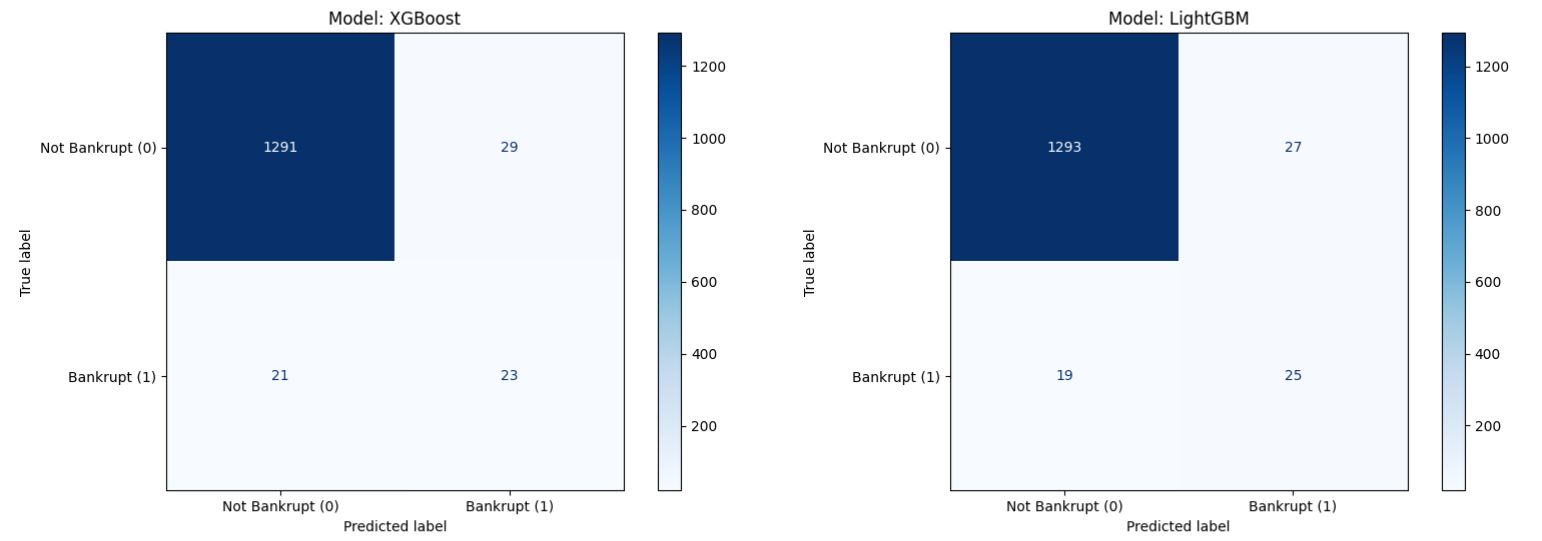 Model: XGBoost
True label
Not Bankrupt (0)
Bankrupt (1)
1291
29
21
23
Not Bankrupt (0)
Bankrupt (1)
Predicted label
1200
1000
800
600
400
200
Model: LightGBM
True label
Not Bankrupt (0)
Bankrupt (1)
1293
27
19
25
Not Bankrupt (0)
Bankrupt (1)
Predicted label
1200
1000
800
600
400
200